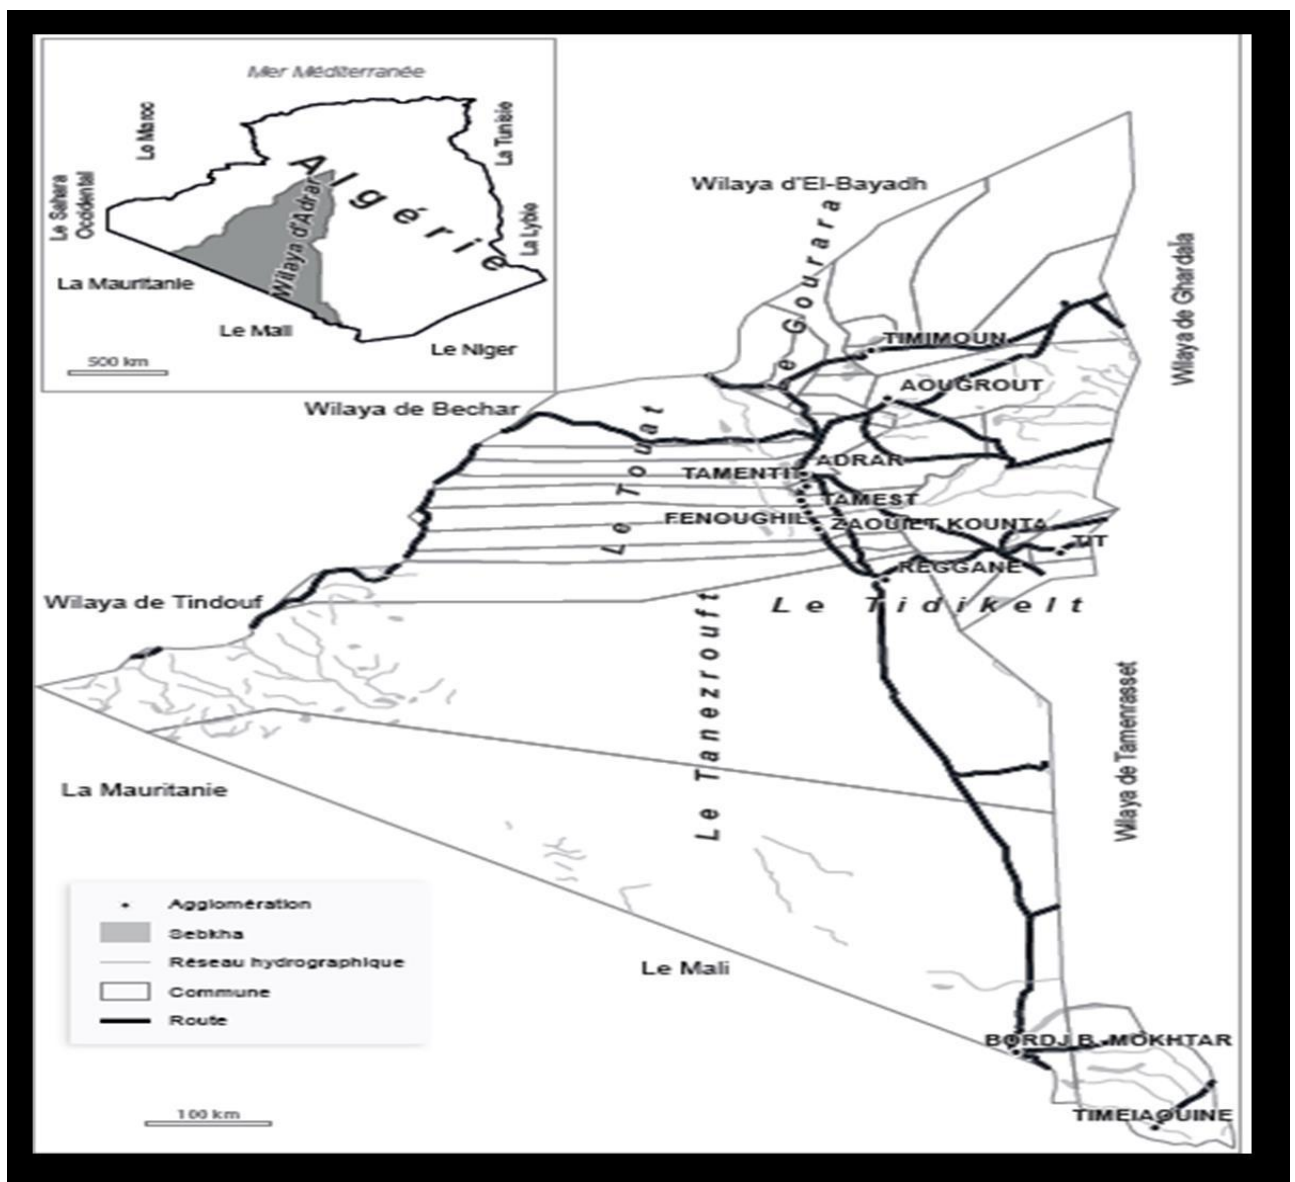 Mer Méditerranée
Le Maroc
La Tunisie
Le Sahara
Occidental
Algérie
Wilaya d'Adrar
La Lybie
La Mauritanie
Le Mali
Le Niger
500 km
Wilaya d'El-Bayadh
Le Gourara
Wilaya de Ghardaïa
TIMIMOUN
AOUGROUT
Wilaya de Bechar
Le Touat
ADRAR
TAMENTIT
TAMEST
FENOUGHIL
ZAOUIET KOUNTA
TIT
REGGANE
Wilaya de Tindouf
Le Tidikelt
Le Tanezrouft
Wilaya de Tamenrasset
La Mauritanie
Agglomération
Sebkha
Réseau hydrographique
Commune
Route
Le Mali
BORDJ B. MOKHTAR
TIMEIAOUINE
100 km